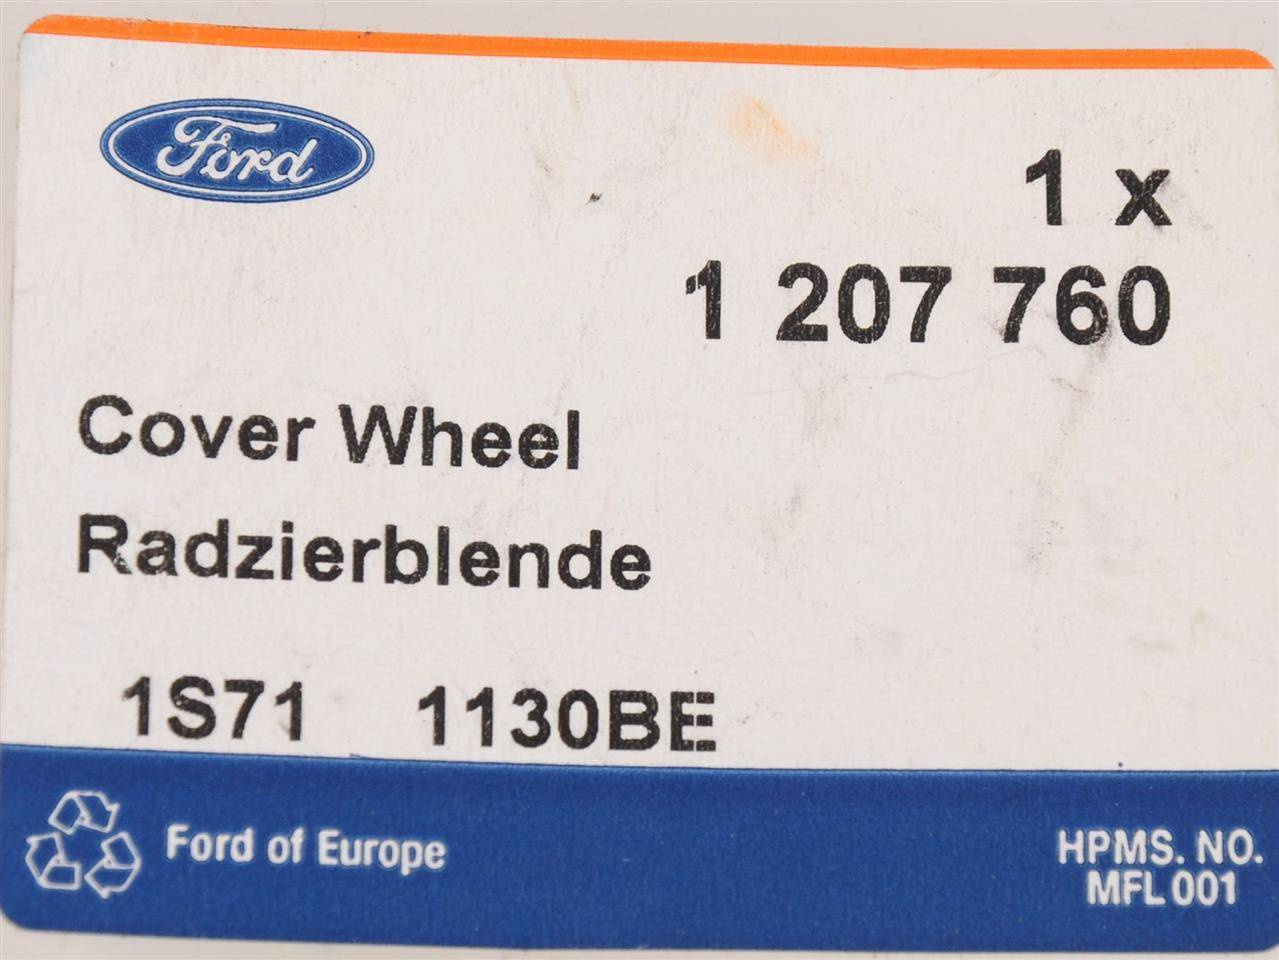 Ford
1 x
1 207 760
Cover Wheel
Radzierblende
1S71 1130BE
Ford of Europe
HPMS. NO.
MFL 001